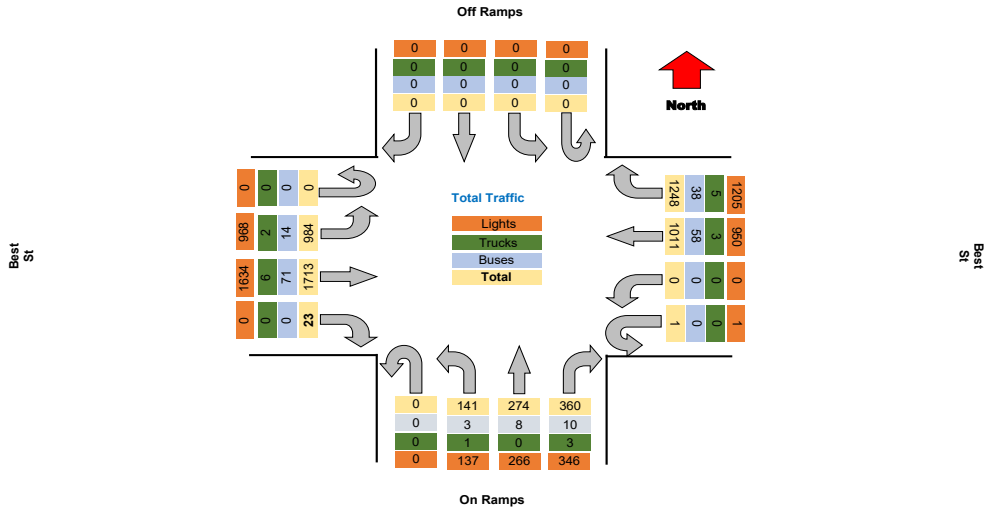 Off Ramps
0 0 0 0
0 0 0 0
0 0 0 0
0 0 0 0
North
0 0 0 0
968 2 14 984
1634 6 71 1713
0 0 0 23
Best
St
Total Traffic
Lights
Trucks
Buses
Total
1248 38 5 1205
1011 58 3 950
0 0 0 0
1 0 0 1
Best
St
0 141 274 360
0 3 8 10
0 1 0 3
0 137 266 346
On Ramps